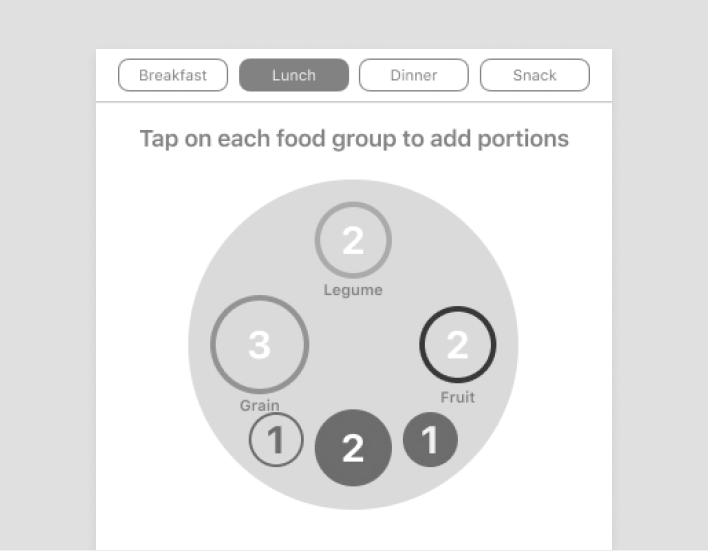 Breakfast
Lunch
Dinner
Snack
Tap on each food group to add portions
2
Legume
3
Grain
2
Fruit
1
2
1